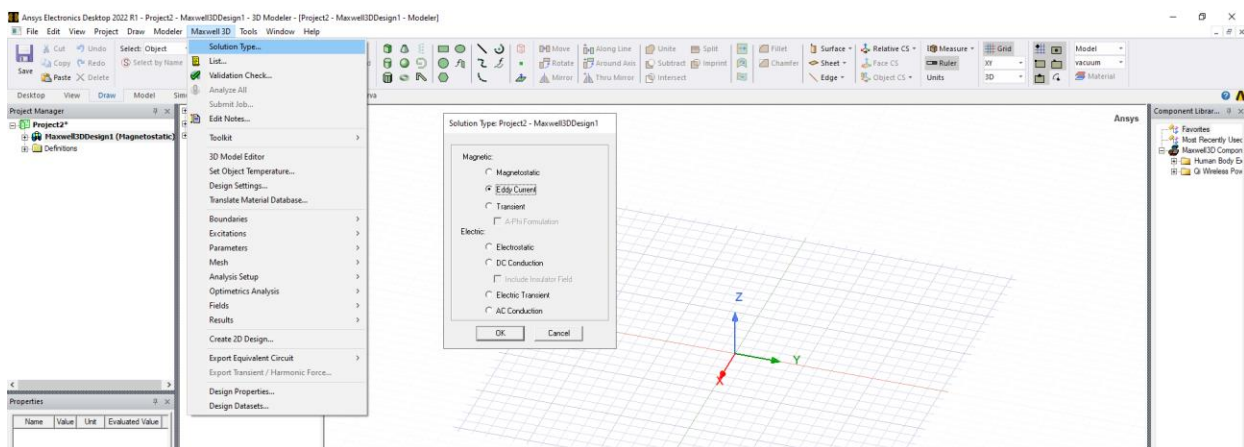 Ansys Electronics Desktop 2022 R1 - Project2 - Maxwell3DDesign1 - 3D Modeler - [Project2 - Maxwell3DDesign1 - Modeler]
File Edit View Project Draw Modeler Maxwell 3D Tools Window Help
Save
Cut
Copy
Paste
Undo
Redo
Delete
Select: Object
Select by Name
Move
Rotate
Mirror
Along Line
Around Axis
Thru Mirror
Unite
Subtract
Intersect
Split
Imprint
Fillet
Chamfer
Surface
Sheet
Edge
Relative CS
Face CS
Object CS
Measure
Ruler
Units
Grid
XY
3D
Model
vacuum
Material
Desktop View Draw Model
Project Manager
Project2*
Maxwell3DDesign1 (Magnetostatic)
Definitions
Properties
Name Value Unit Evaluated Value
Solution Type...
List...
Validation Check...
Analyze All
Submit Job...
Edit Notes...
Toolkit
3D Model Editor
Set Object Temperature...
Design Settings...
Translate Material Database...
Boundaries
Excitations
Parameters
Mesh
Analysis Setup
Optimetrics Analysis
Fields
Results
Create 2D Design...
Export Equivalent Circuit
Export Transient / Harmonic Force...
Design Properties...
Design Datasets...
Solution Type: Project2 - Maxwell3DDesign1
Magnetic:
Magnetostatic
Eddy Current
Transient
A-Phi Formulation
Electric:
Electrostatic
DC Conduction
Include Insulator Field
Electric Transient
AC Conduction
OK Cancel
Ansys
Z
Y
X
Component Librar...
Favorites
Most Recently Usec
Maxwell3D Compon
Human Body Ex
Qi Wireless Pow